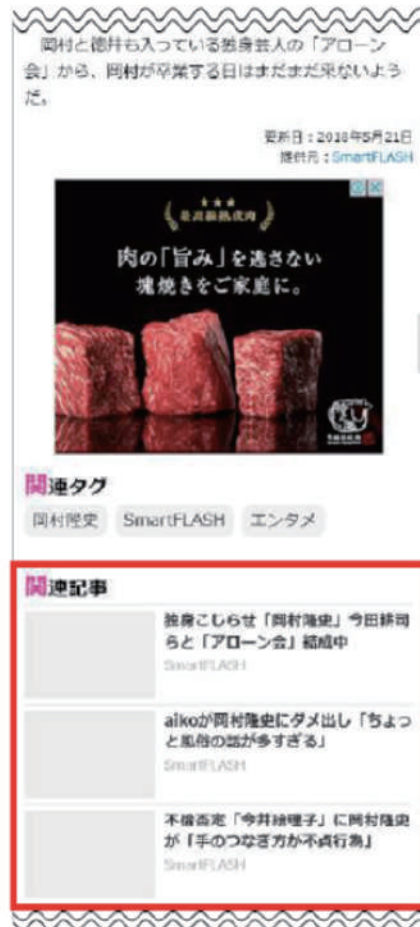 岡村と徳井も入っている独身芸人の「アローン
会」から、岡村が卒業する日はまだまだ来ないよう
だ。
更新日：2018年5月21日
提供元：SmartFLASH
最高級熟成肉
肉の「旨み」を逃さない
塊焼きをご家庭に。
関連タグ
岡村隆史 SmartFLASH エンタメ
関連記事
独身こじらせ「岡村隆史」今田耕司
らと「アローン会」結成中
SmartFLASH
aikoが岡村隆史にダメ出し「ちょっ
と風俗の話が多すぎる」
SmartFLASH
不倫否定「今井絵理子」に岡村隆史
が「手のつなぎ方が不貞行為」
SmartFLASH